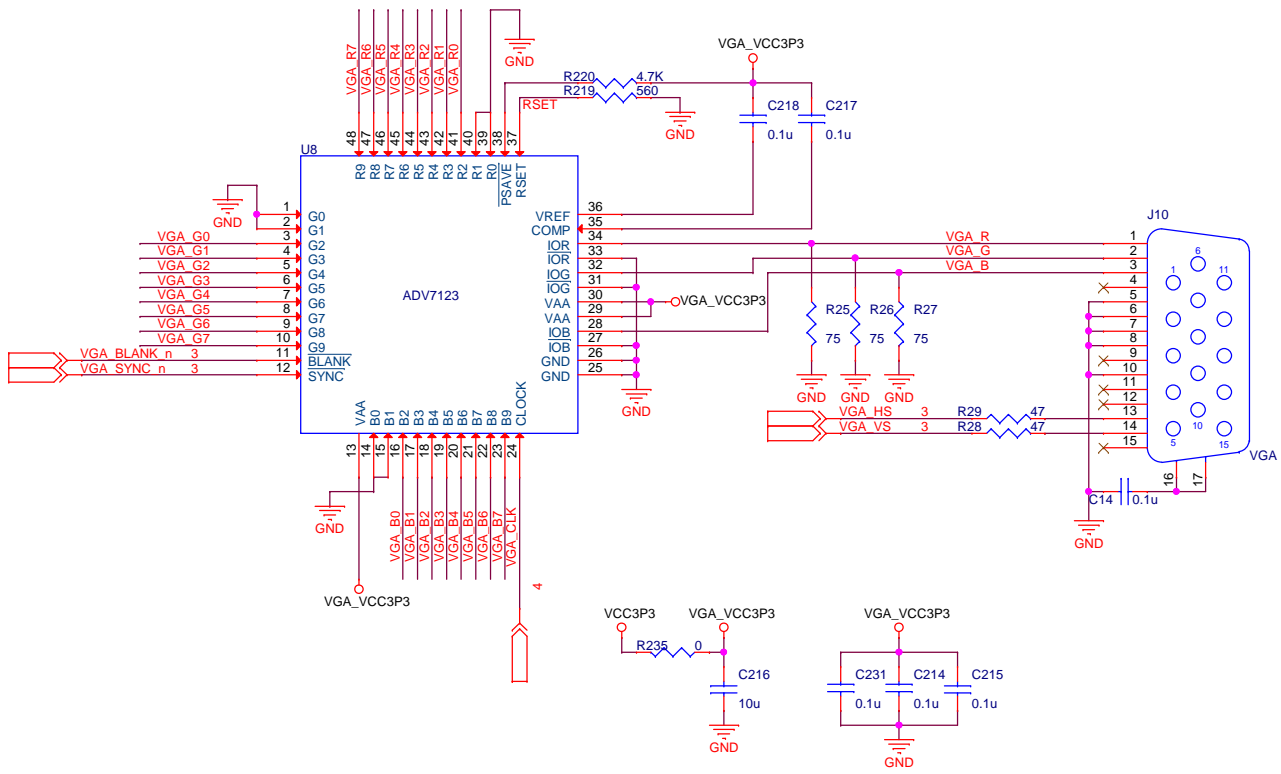 VGA_R7
VGA_R6
VGA_R5
VGA_R4
VGA_R3
VGA_R2
VGA_R1
VGA_R0
GND
VGA_VCC3P3
R220 4.7K
R219 560
RSET
GND
C218
0.1u
C217
0.1u
48
47
46
45
44
43
42
41
40
39
38
37
U8
R9
R8
R7
R6
R5
R4
R3
R2
R1
R0
PSAVE
RSET
GND
1 G0
2 G1
VGA_G0 3 G2
VGA_G1 4 G3
VGA_G2 5 G4
VGA_G3 6 G5
VGA_G4 7 G6
VGA_G5 8 G7
VGA_G6 9 G8
VGA_G7 10 G9
VGA_BLANK_n 3 11 BLANK
VGA_SYNC_n 3 12 SYNC
ADV7123
VREF 36
COMP 35
IOR 34
IOR 33
IOG 32
IOG 31
VAA 30
VAA 29
IOB 28
IOB 27
GND 26
GND 25
VGA_VCC3P3
GND
VGA_R
VGA_G
VGA_B
R25
75
R26
75
R27
75
GND
GND
GND
VGA_HS 3 R29 47
VGA_VS 3 R28 47
J10
1
2
3
4
5
6
7
8
9
10
11
12
13
14
15
6
1
11
5
10
15
VGA
16
17
C14 0.1u
GND
VAA
B0
B1
B2
B3
B4
B5
B6
B7
B8
B9
CLOCK
13
14
15
16
17
18
19
20
21
22
23
24
GND
VGA_B0
VGA_B1
VGA_B2
VGA_B3
VGA_B4
VGA_B5
VGA_B6
VGA_B7
VGA_CLK
4
VGA_VCC3P3
VCC3P3
VGA_VCC3P3
R235 0
C216
10u
GND
VGA_VCC3P3
C231
0.1u
C214
0.1u
C215
0.1u
GND